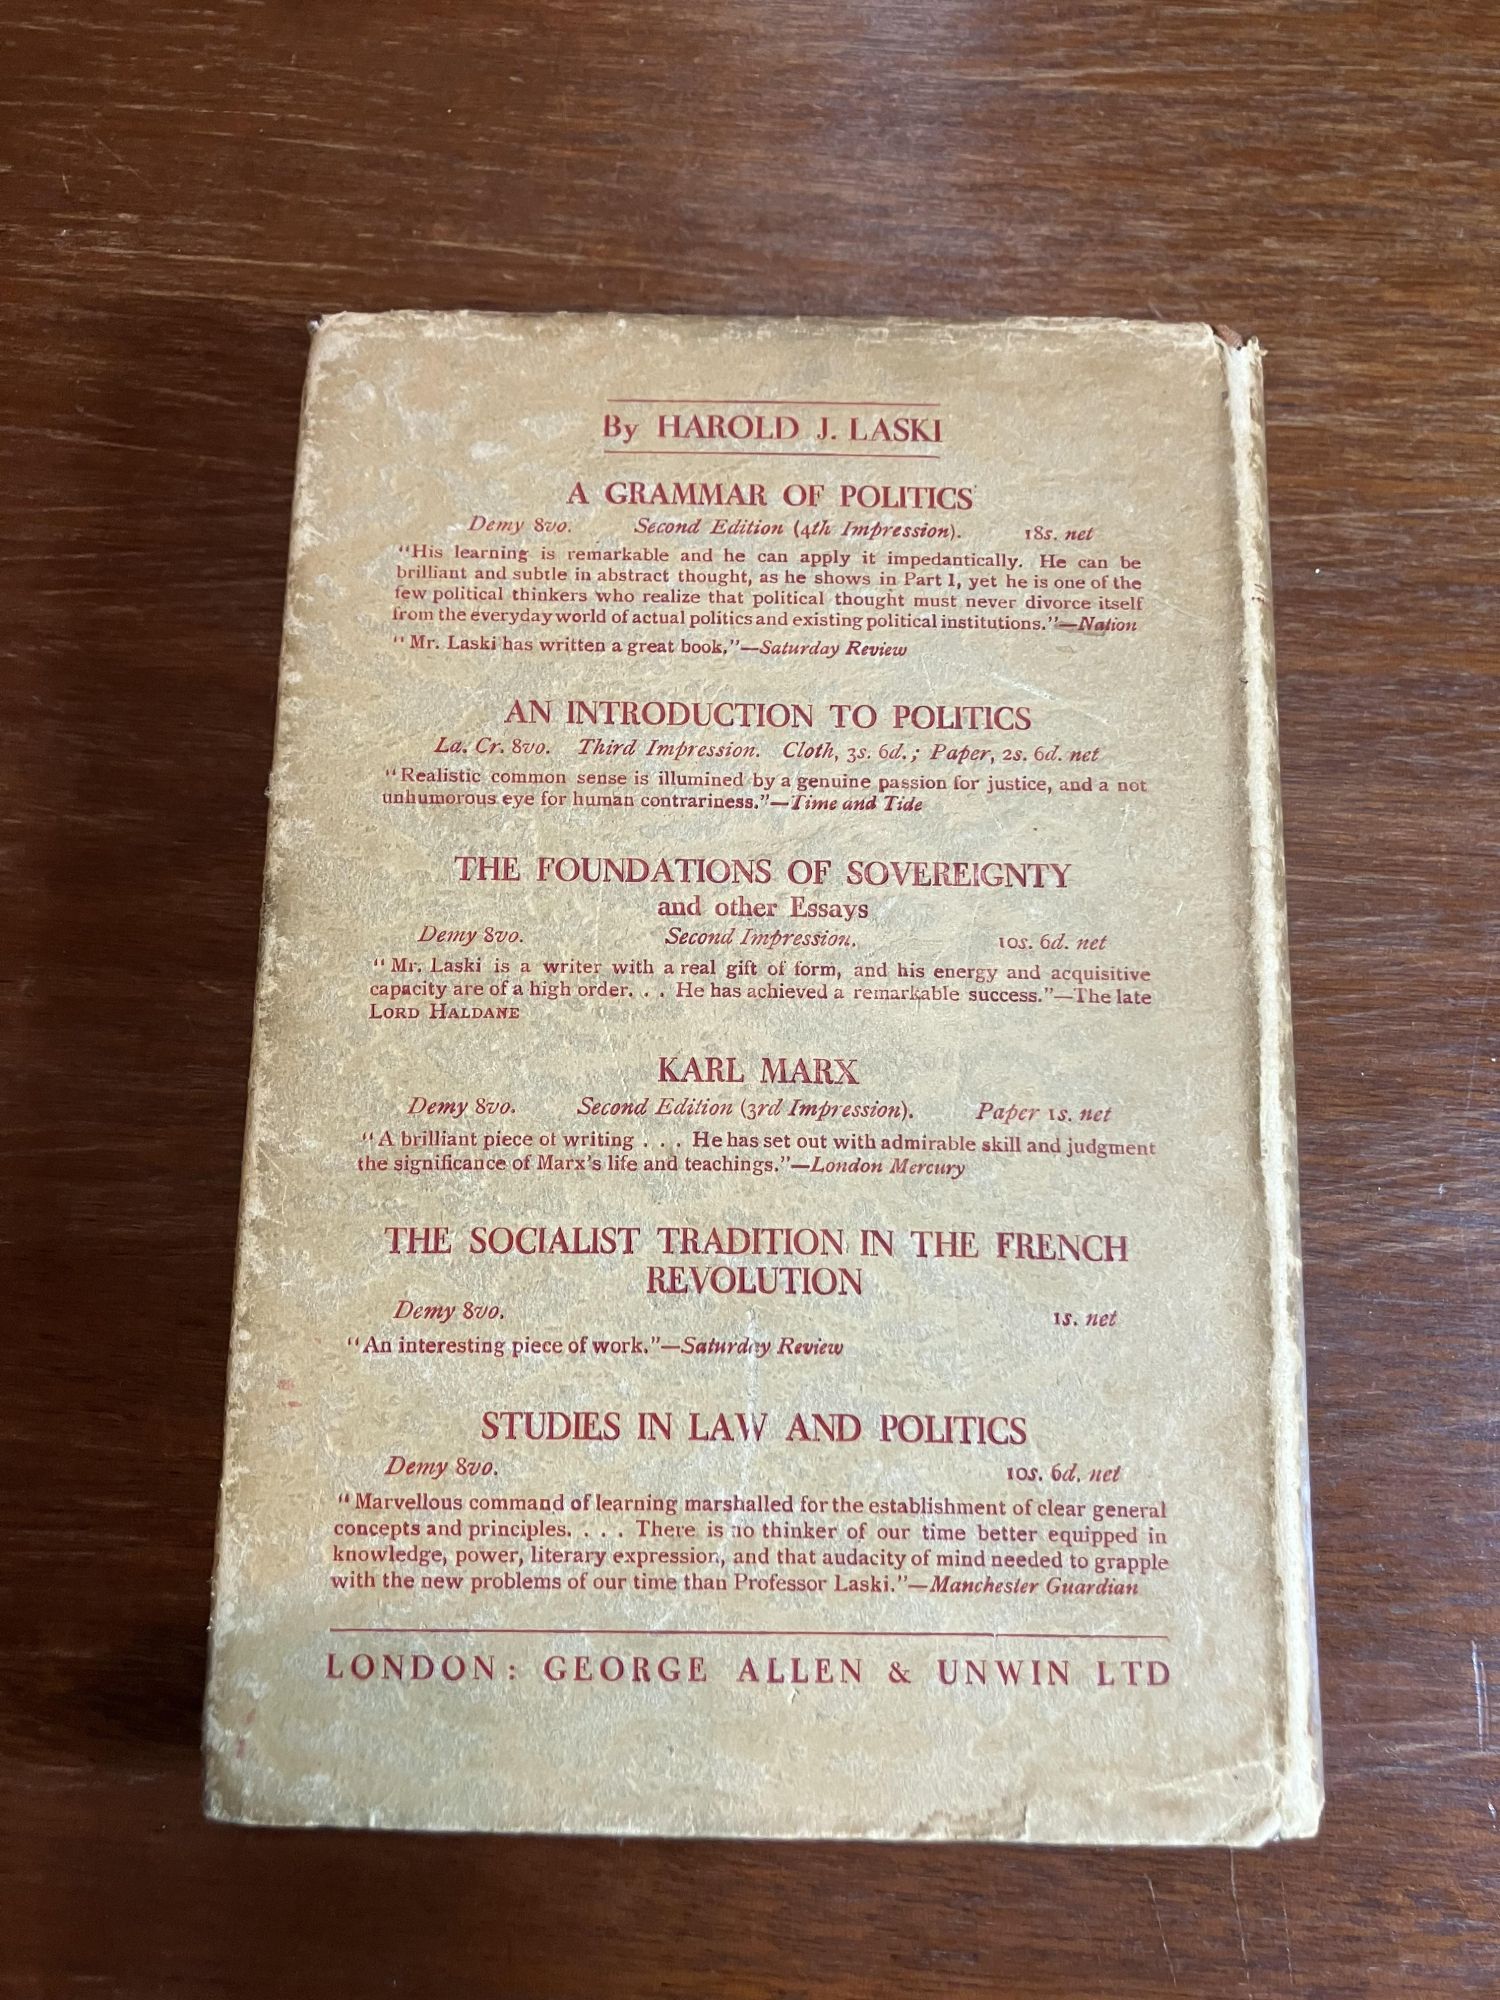 By HAROLD J. LASKI
A GRAMMAR OF POLITICS
Demy 8vo. Second Edition (4th Impression). 18s. net
"His learning is remarkable and he can apply it impedantically. He can be
brilliant and subtle in abstract thought, as he shows in Part I, yet he is one of the
few political thinkers who realize that political thought must never divorce itself
from the everyday world of actual politics and existing political institutions."—Nation
"Mr. Laski has written a great book."—Saturday Review
AN INTRODUCTION TO POLITICS
La. Cr. 8vo. Third Impression. Cloth, 3s. 6d.; Paper, 2s. 6d. net
"Realistic common sense is illumined by a genuine passion for justice, and a not
unhumorous eye for human contrariness."—Time and Tide
THE FOUNDATIONS OF SOVEREIGNTY
and other Essays
Demy 8vo. Second Impression. 10s. 6d. net
"Mr. Laski is a writer with a real gift of form, and his energy and acquisitive
capacity are of a high order. . . He has achieved a remarkable success."—The late
LORD HALDANE
KARL MARX
Demy 8vo. Second Edition (3rd Impression). Paper 1s. net
"A brilliant piece of writing . . . He has set out with admirable skill and judgment
the significance of Marx's life and teachings."—London Mercury
THE SOCIALIST TRADITION IN THE FRENCH
REVOLUTION
Demy 8vo. 1s. net
"An interesting piece of work."—Saturday Review
STUDIES IN LAW AND POLITICS
Demy 8vo. 10s. 6d. net
"Marvellous command of learning marshalled for the establishment of clear general
concepts and principles. . . . There is no thinker of our time better equipped in
knowledge, power, literary expression, and that audacity of mind needed to grapple
with the new problems of our time than Professor Laski."—Manchester Guardian
LONDON: GEORGE ALLEN & UNWIN LTD